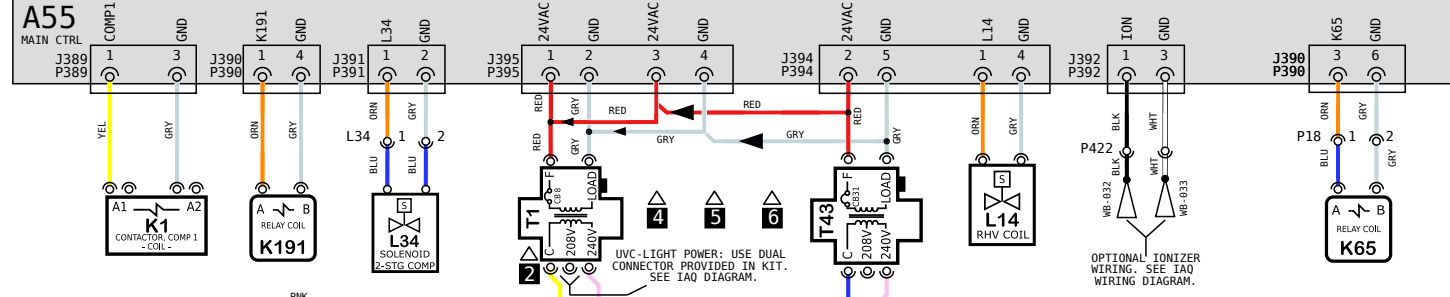 A55
MAIN CTRL
COMP1 GND K191 GND L34 GND 24VAC GND 24VAC GND 24VAC GND L14 GND ION GND K65 GND
J389 1 3 J390 1 4 J391 1 2 J395 1 2 3 4 J394 2 5 1 4 J392 1 3 J390 3 6
P389 P390 P391 P395 P394 P392 P390
YEL GRY ORN GRY ORN GRY RED GRY RED RED RED GRY ORN GRY BLK WHT ORN GRY
L34 1 2 RED GRY GRY GRY P422 P18 1 2
BLU BLU BLK WHT BLU GRY
A1 A2
K1
CONTACTOR, COMP 1
- COIL -
A B
RELAY COIL
K191
S
L34
SOLENOID
2-STG COMP
T1
F LOAD
CB8
C 208V 240V
2
4 5 6
UVC-LIGHT POWER: USE DUAL
CONNECTOR PROVIDED IN KIT.
SEE IAQ DIAGRAM.
T43
F LOAD
CB31
C 208V 240V
S
L14
RHV COIL
WB-032 WB-033
OPTIONAL IONIZER
WIRING. SEE IAQ
WIRING DIAGRAM.
A B
RELAY COIL
K65